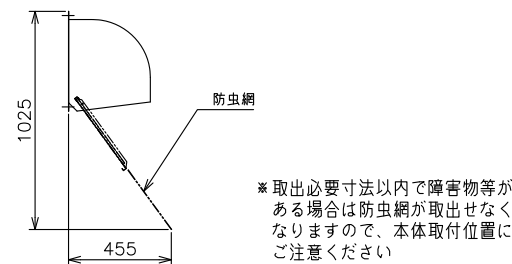 1025
防虫網
455
※取出必要寸法以内で障害物等が
ある場合は防虫網が取出せなく
なりますので、本体取付位置に
ご注意ください